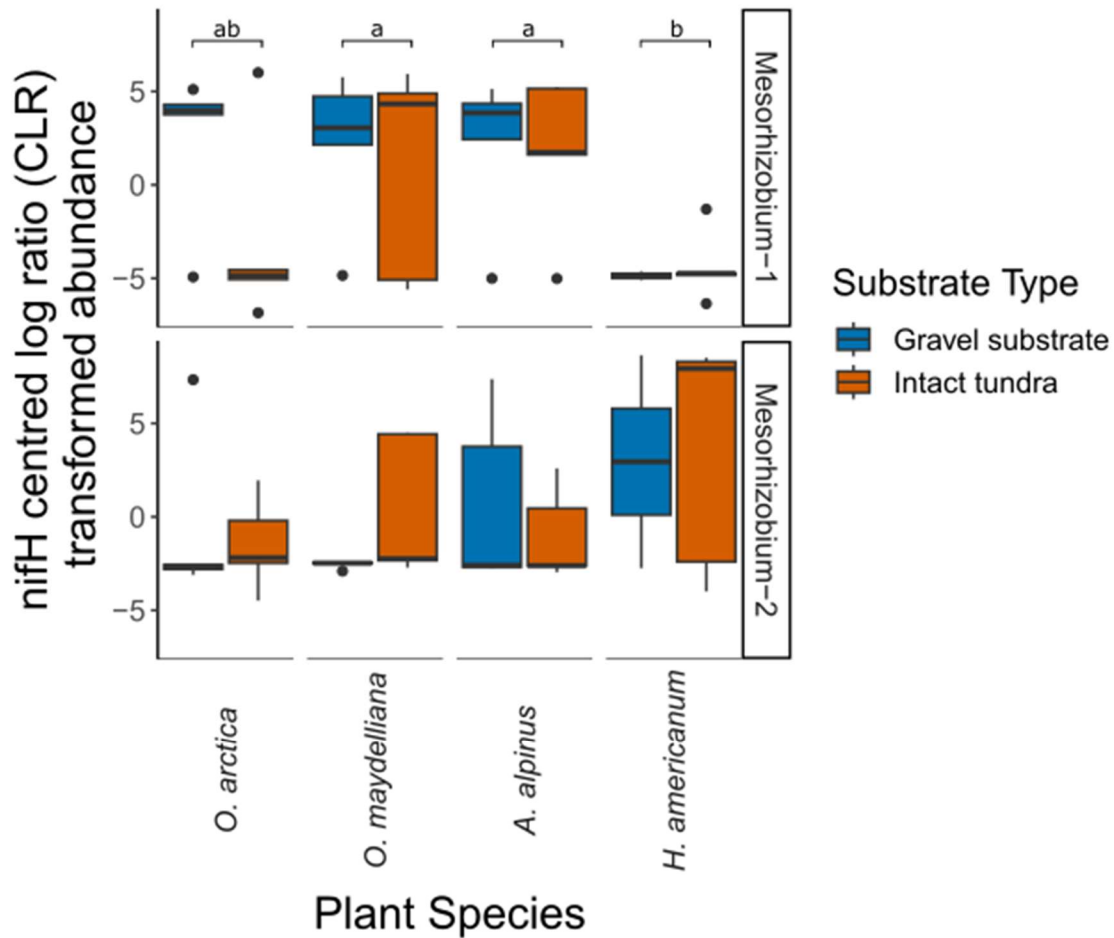 nifH centred log ratio (CLR)
transformed abundance
ab
a
a
b
5
0
−5
Mesorhizobium−1
5
0
−5
Mesorhizobium−2
O. arctica
O. maydelliana
A. alpinus
H. americanum
Plant Species
Substrate Type
Gravel substrate
Intact tundra